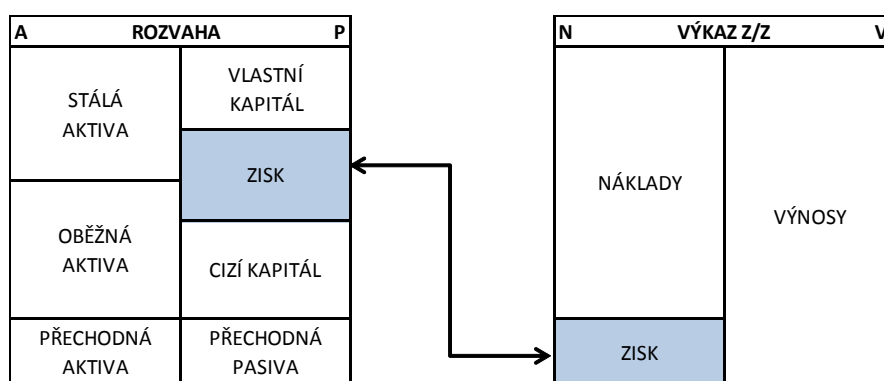 A ROZVAHA P
STÁLÁ
AKTIVA
OBĚŽNÁ
AKTIVA
PŘECHODNÁ
AKTIVA
VLASTNÍ
KAPITÁL
ZISK
CIZÍ KAPITÁL
PŘECHODNÁ
PASIVA
N VÝKAZ Z/Z V
NÁKLADY
ZISK
VÝNOSY